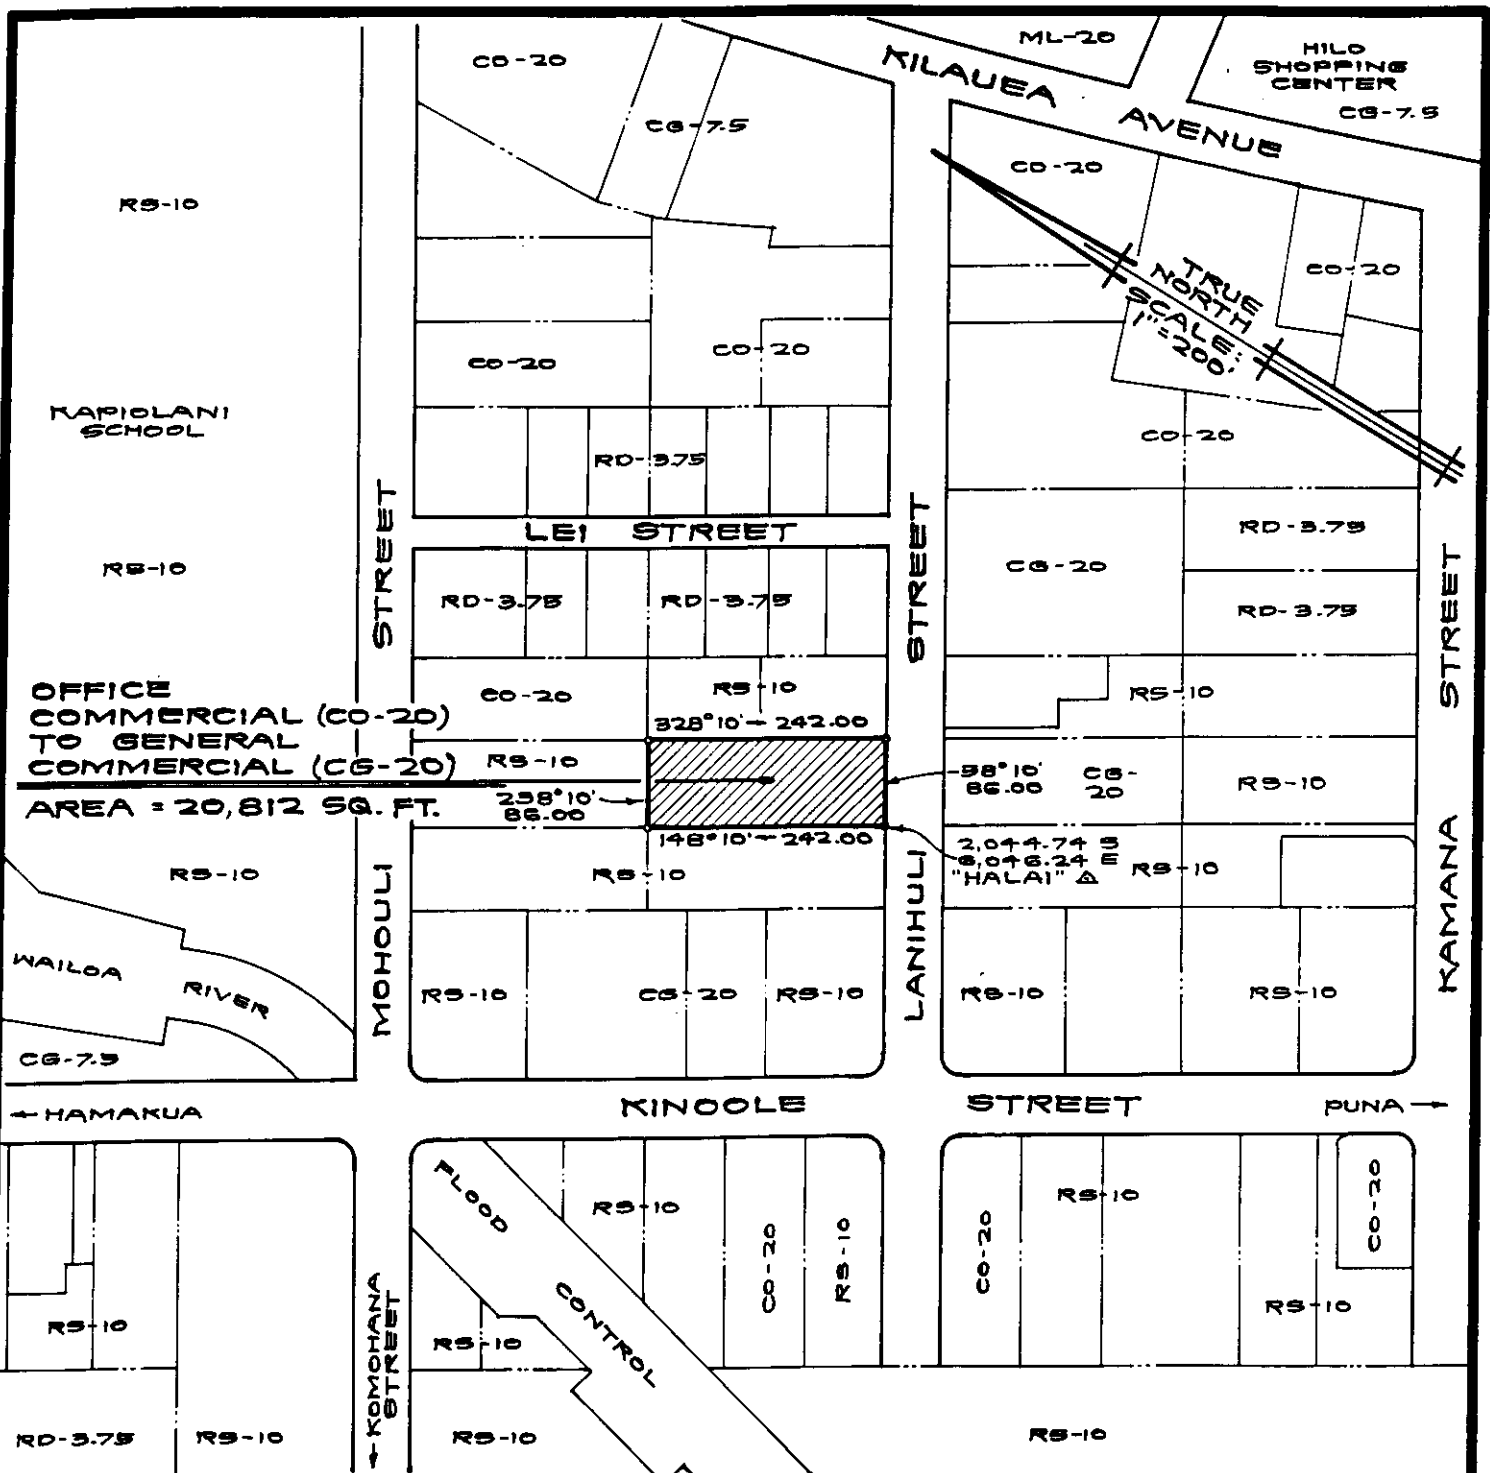 CO-20
KILAUEA AVENUE
ML-20
HILO
SHOPPING
CENTER
CG-7.5
CG-7.5
RS-10
CO-20
TRUE
NORTH
SCALE:
1"=200'
CO-20
CO-20
CO-20
KAPIOLANI
SCHOOL
RD-3.75
CO-20
LEI STREET
RD-3.75
RS-10
CG-20
RD-3.75
RD-3.75
RD-3.75
MOHOULI STREET
LANIHULI STREET
KAMANA STREET
OFFICE
COMMERCIAL (CO-20)
TO GENERAL
COMMERCIAL (CG-20)
AREA = 20,812 SQ. FT.
CO-20
RS-10
RS-10
328°10' 242.00
RS-10
238°10'
86.00
58°10'
86.00
CG-
20
RS-10
148°10' 242.00
2,044.74 S
6,046.24 E
"HALAI"
RS-10
RS-10
RS-10
WAILOA RIVER
RS-10
CG-20
RS-10
RS-10
RS-10
CG-7.5
← HAMAKUA
KINOOLE STREET
PUNA →
FLOOD CONTROL
RS-10
CO-20
RS-10
CO-20
RS-10
CO-20
RS-10
RS-10
RS-10
← KOMOHANA
STREET
RD-3.75
RS-10
RS-10
RS-10